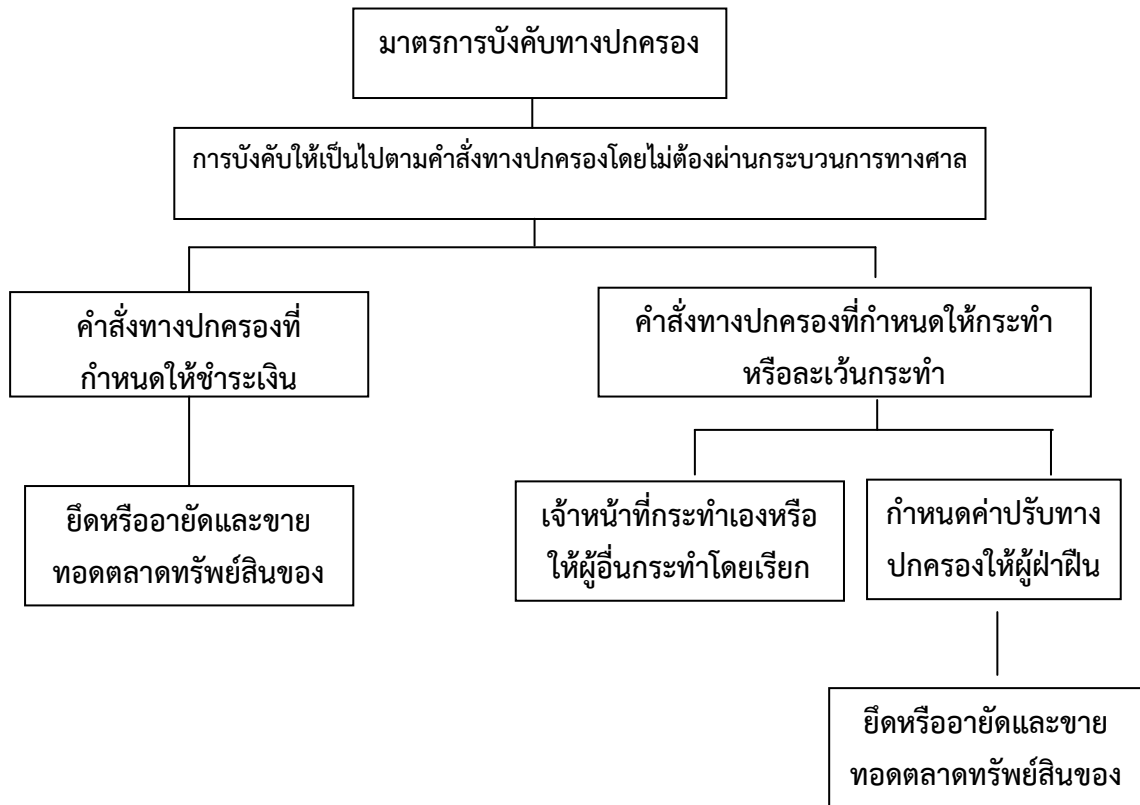 มาตรการบังคับทางปกครอง
การบังคับให้เป็นไปตามคำสั่งทางปกครองโดยไม่ต้องผ่านกระบวนการทางศาล
คำสั่งทางปกครองที่
กำหนดให้ชำระเงิน
คำสั่งทางปกครองที่กำหนดให้กระทำ
หรือละเว้นกระทำ
ยึดหรืออายัดและขาย
ทอดตลาดทรัพย์สินของ
เจ้าหน้าที่กระทำเองหรือ
ให้ผู้อื่นกระทำโดยเรียก
กำหนดค่าปรับทาง
ปกครองให้ผู้ฝ่าฝืน
ยึดหรืออายัดและขาย
ทอดตลาดทรัพย์สินของ